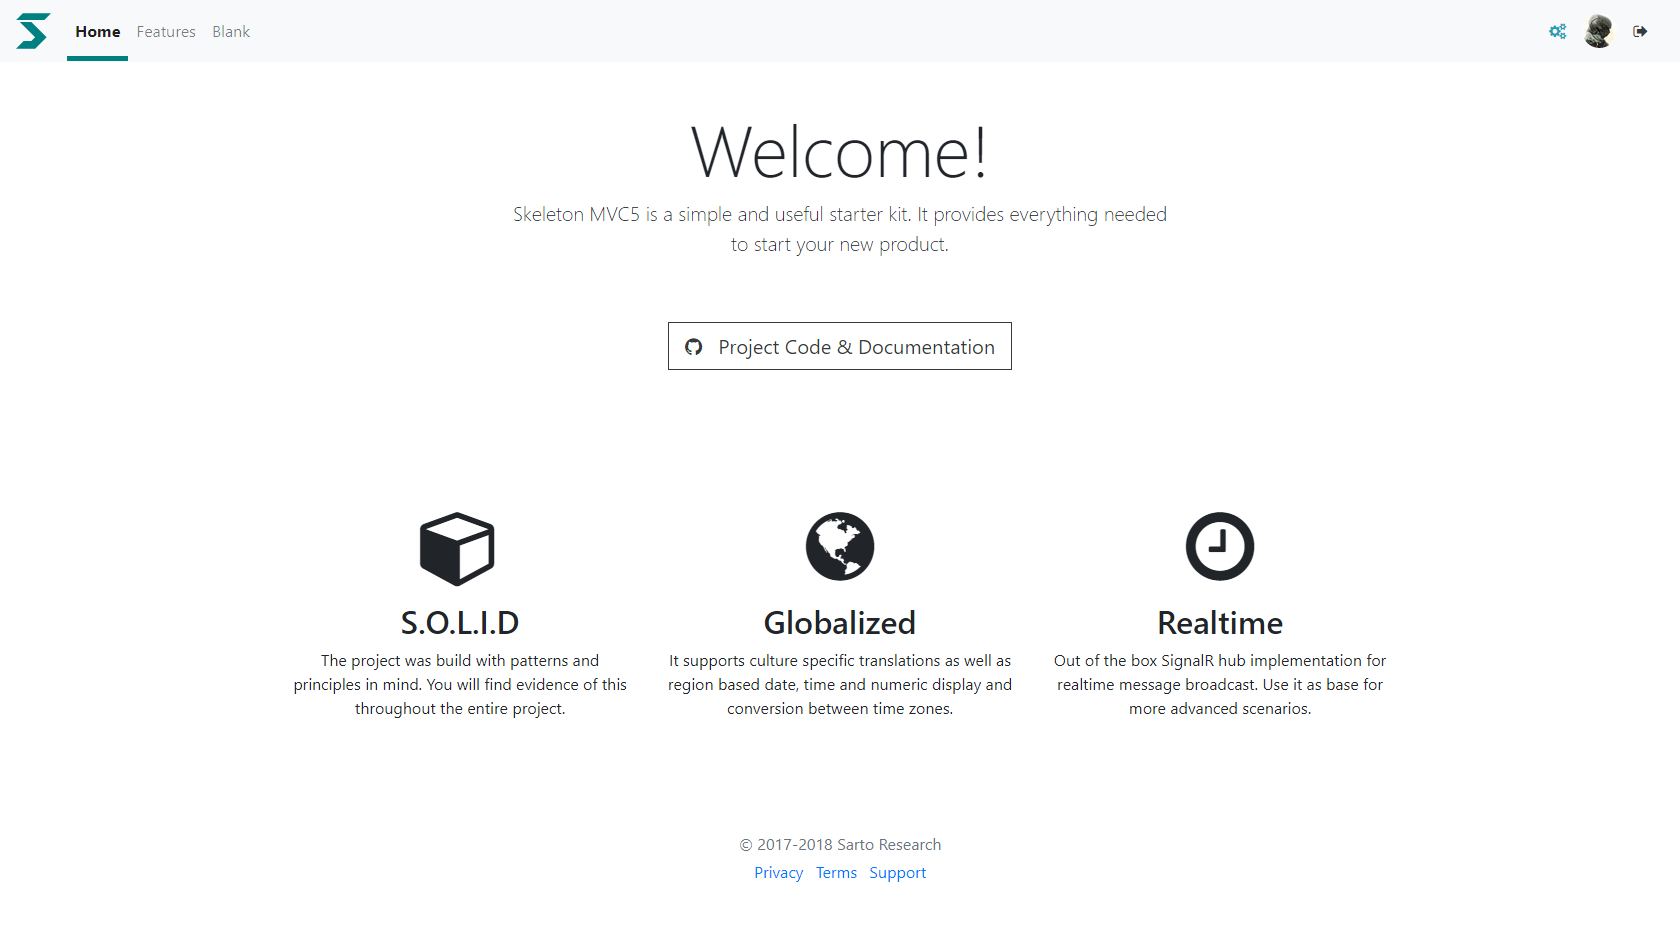 Home Features Blank
Welcome!
Skeleton MVC5 is a simple and useful starter kit. It provides everything needed
to start your new product.
Project Code & Documentation
S.O.L.I.D
The project was build with patterns and
principles in mind. You will find evidence of this
throughout the entire project.
Globalized
It supports culture specific translations as well as
region based date, time and numeric display and
conversion between time zones.
Realtime
Out of the box SignalR hub implementation for
realtime message broadcast. Use it as base for
more advanced scenarios.
© 2017-2018 Sarto Research
Privacy Terms Support